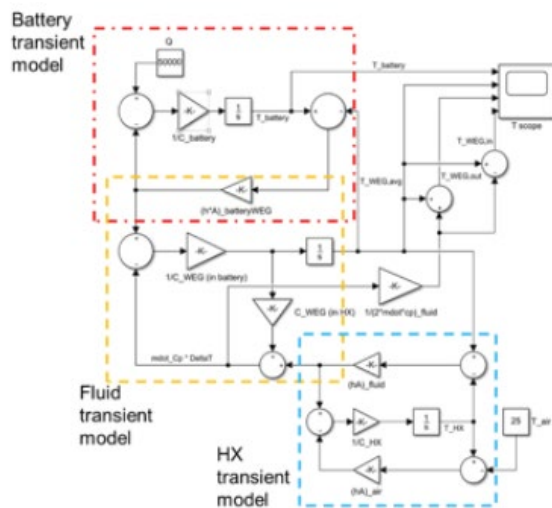 Battery
transient
model
Q
50000
-K-
1/C_battery
1
s
T_battery
T_battery
T scope
T_WEG,in
T_WEG,avg
T_WEG,out
-K-
(h*A)_batteryWEG
-K-
1/C_WEG (in battery)
1
s
C_WEG (in HX)
-K-
-K-
1/(2*mdot*cp)_fluid
mdot_Cp * DeltaT
-K-
(hA)_fluid
Fluid
transient
model
-K-
1/C_HX
1
s
T_HX
25
T_air
-K-
(hA)_air
HX
transient
model